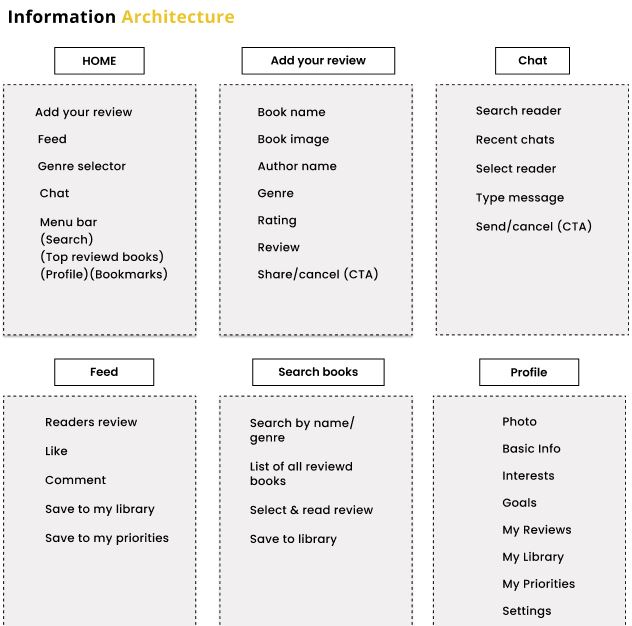 Information Architecture
HOME
Add your review
Feed
Genre selector
Chat
Menu bar
(Search)
(Top reviewd books)
(Profile)(Bookmarks)
Add your review
Book name
Book image
Author name
Genre
Rating
Review
Share/cancel (CTA)
Chat
Search reader
Recent chats
Select reader
Type message
Send/cancel (CTA)
Feed
Readers review
Like
Comment
Save to my library
Save to my priorities
Search books
Search by name/
genre
List of all reviewd
books
Select & read review
Save to library
Profile
Photo
Basic Info
Interests
Goals
My Reviews
My Library
My Priorities
Settings